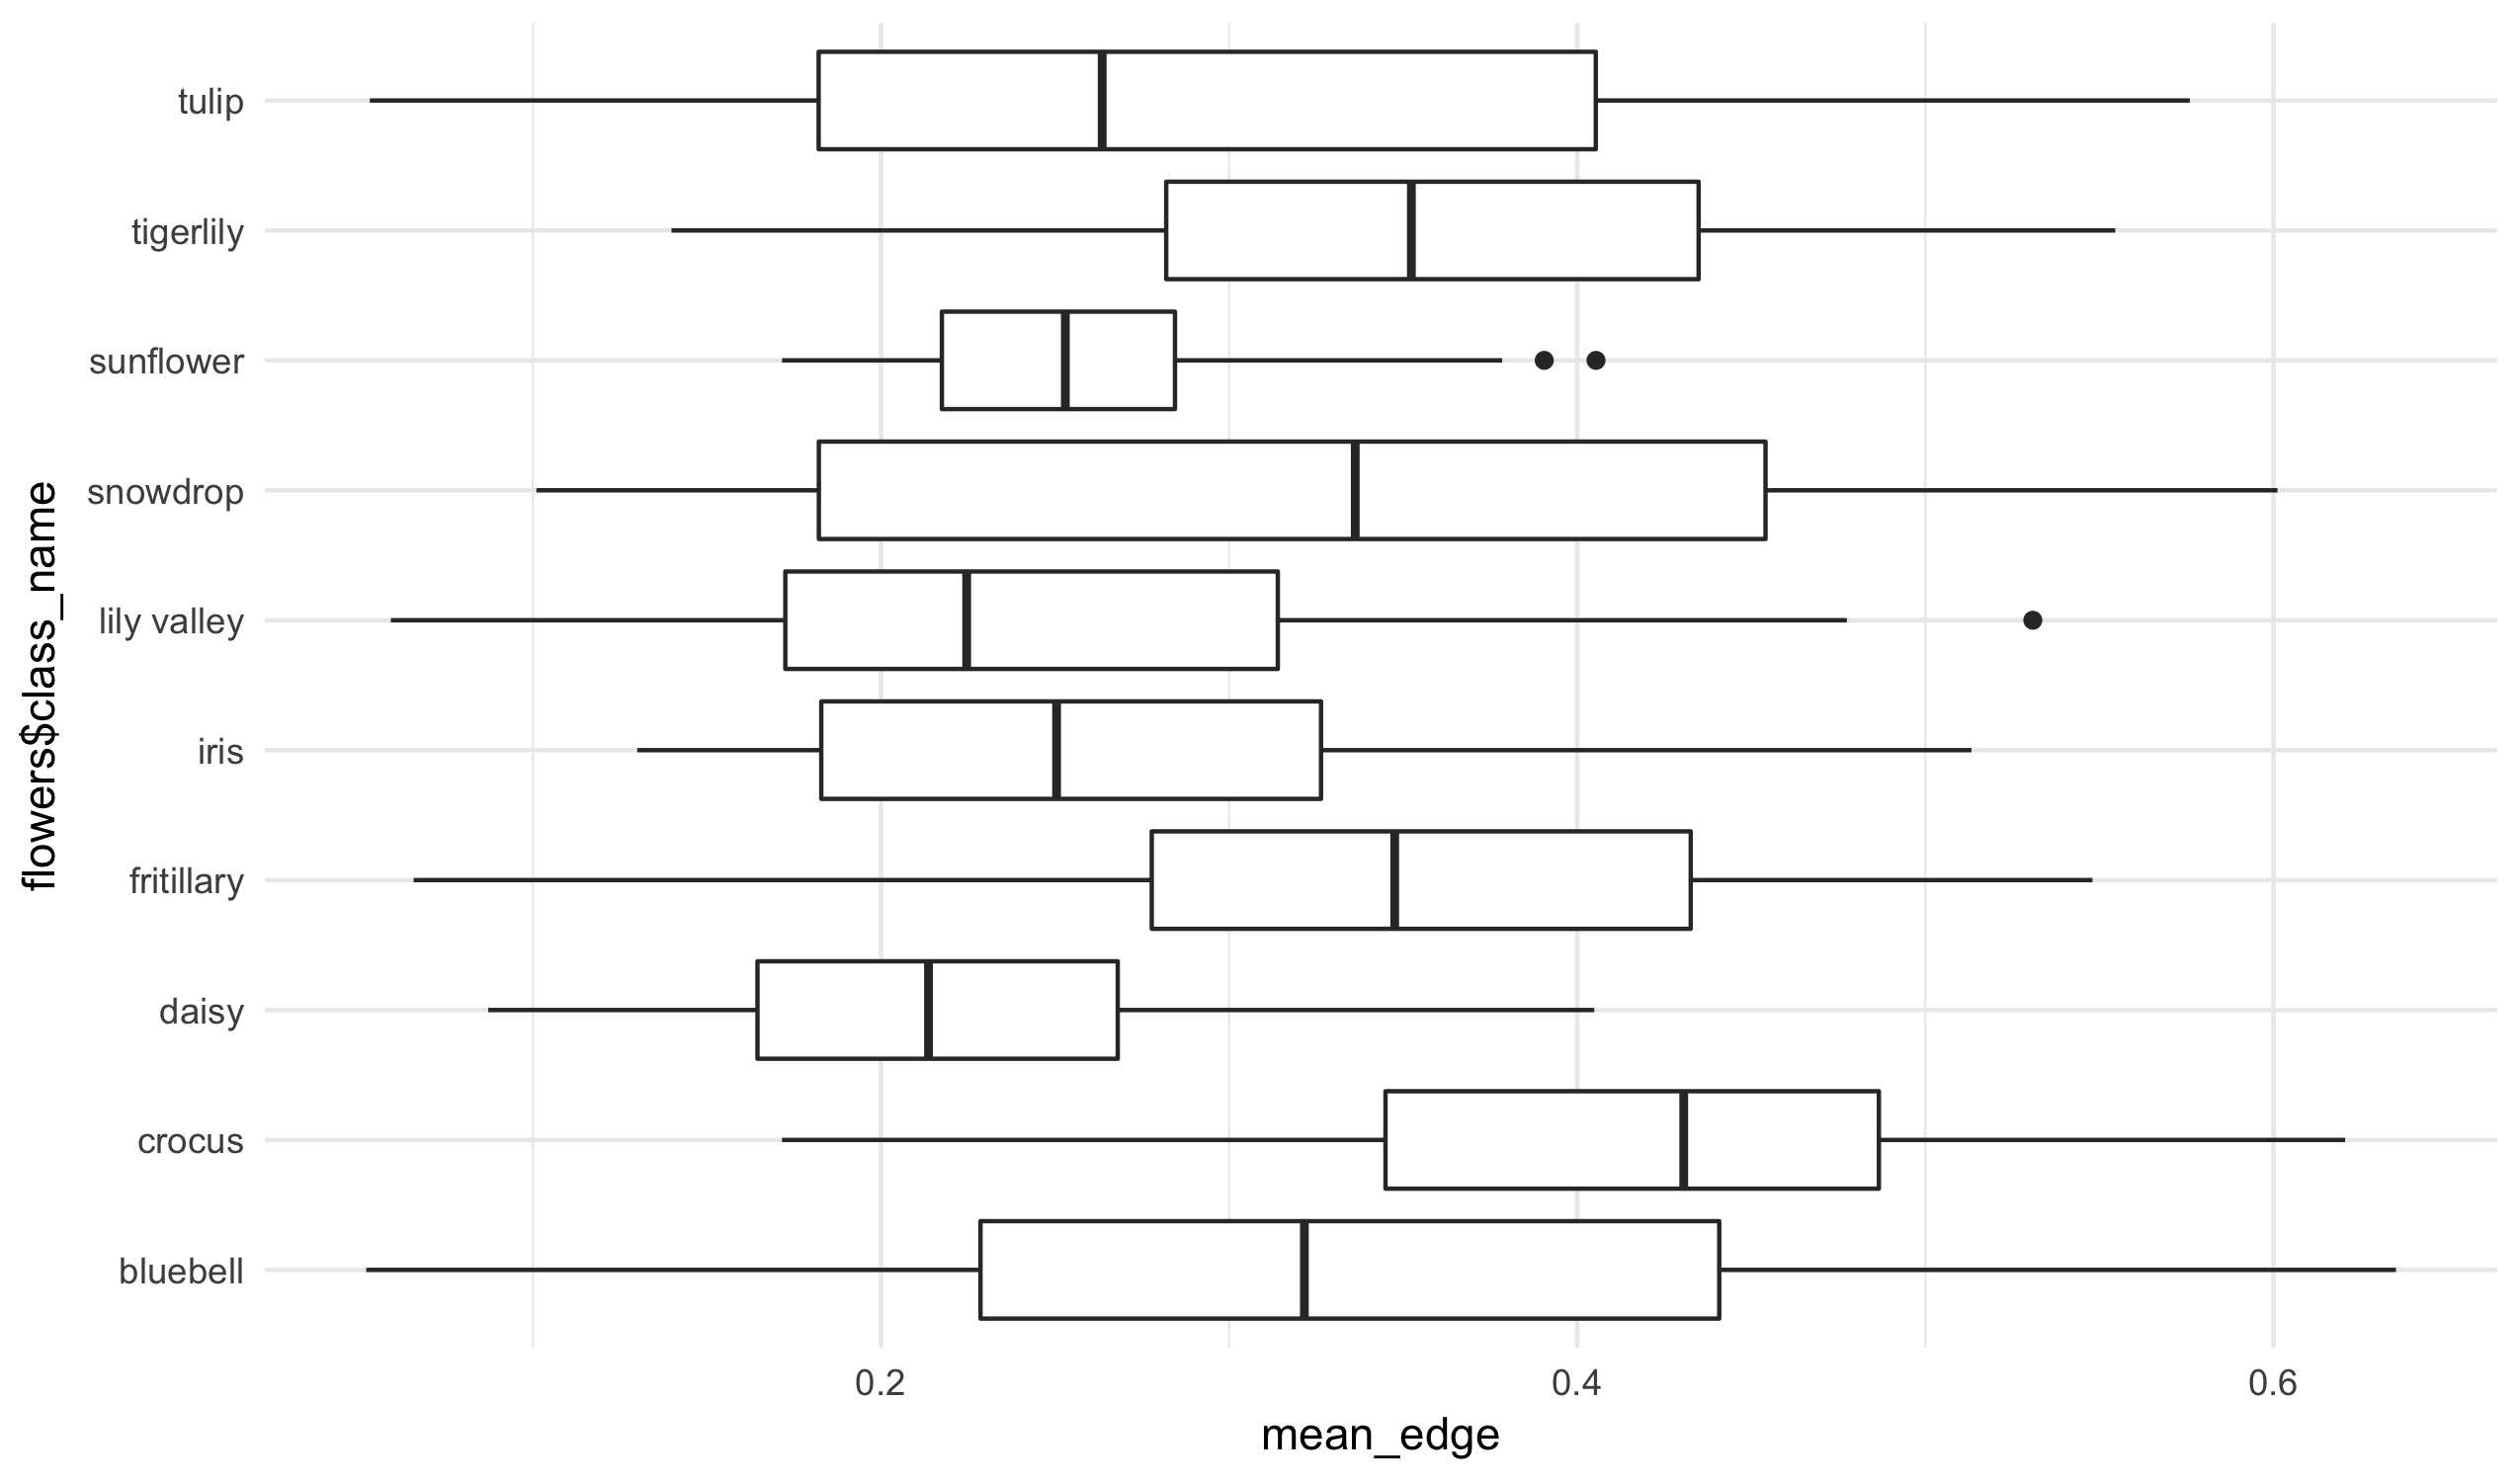 flowers$class_name
tulip
tigerlily
sunflower
snowdrop
lily valley
iris
fritillary
daisy
crocus
bluebell
0.2 0.4 0.6
mean_edge